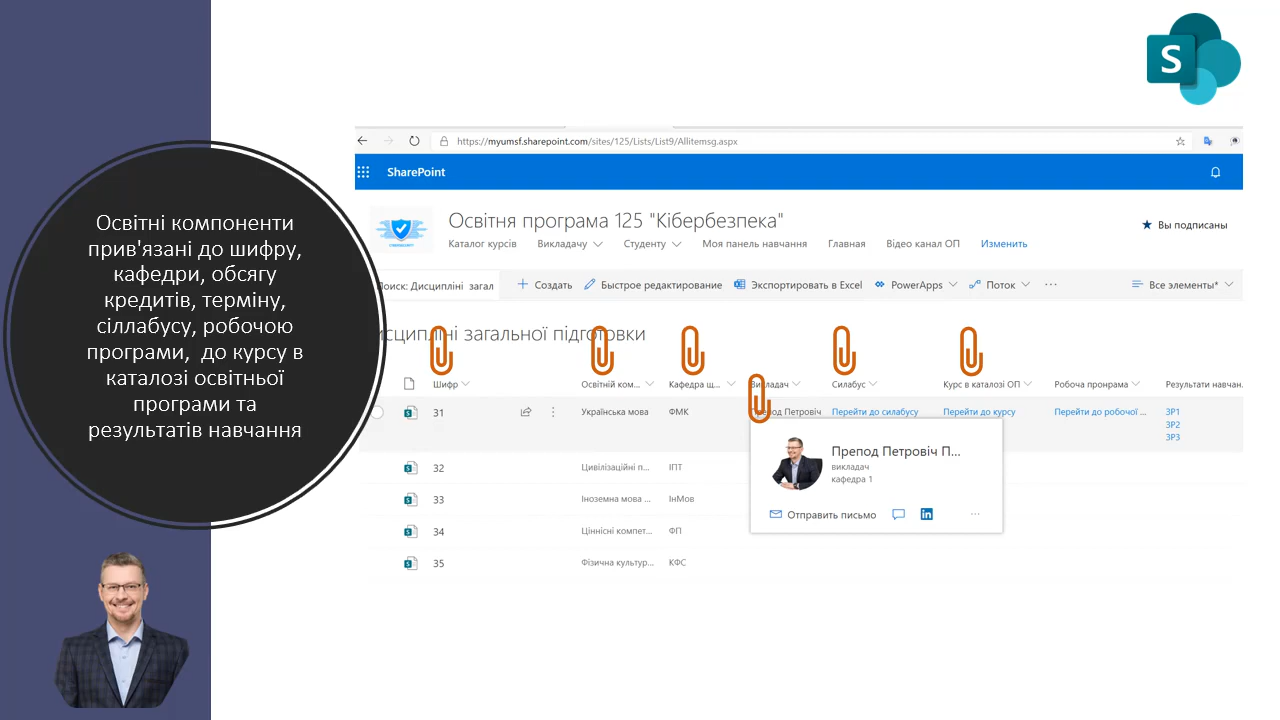 Освітні компоненти
прив'язані до шифру,
кафедри, обсягу
кредитів, терміну,
сіллабусу, робочою
програми, до курсу в
каталозі освітньої
програми та
результатів навчання
S
https://myumsf.sharepoint.com/sites/125/Lists/List9/Allitemsg.aspx
SharePoint
Освітня програма 125 "Кібербезпека"
Вы подписаны
Каталог курсів Викладачу Студенту Моя панель навчання Главная Відео канал ОП Изменить
Поиск: Дисципліні загал Создать Быстрое редактирование Экспортировать в Excel PowerApps Поток ... Все элементы*
исципліні загальної підготовки
Шифр Освітній ком... Кафедра щ... Викладач Силабус Курс в каталозі ОП Робоча пронрама Результати навчан.
31 Українська мова ФМК Препод Петровіч Перейти до силабусу Перейти до курсу Перейти до робочої ... ЗР1
ЗР2
ЗР3
Препод Петровіч П...
викладач
кафедра 1
Отправить письмо in ...
32 Цивілізаційні п... ІПТ
33 Іноземна мова ... ІнМов
34 Ціннісні компет... ФП
35 Фізична культур... КФС